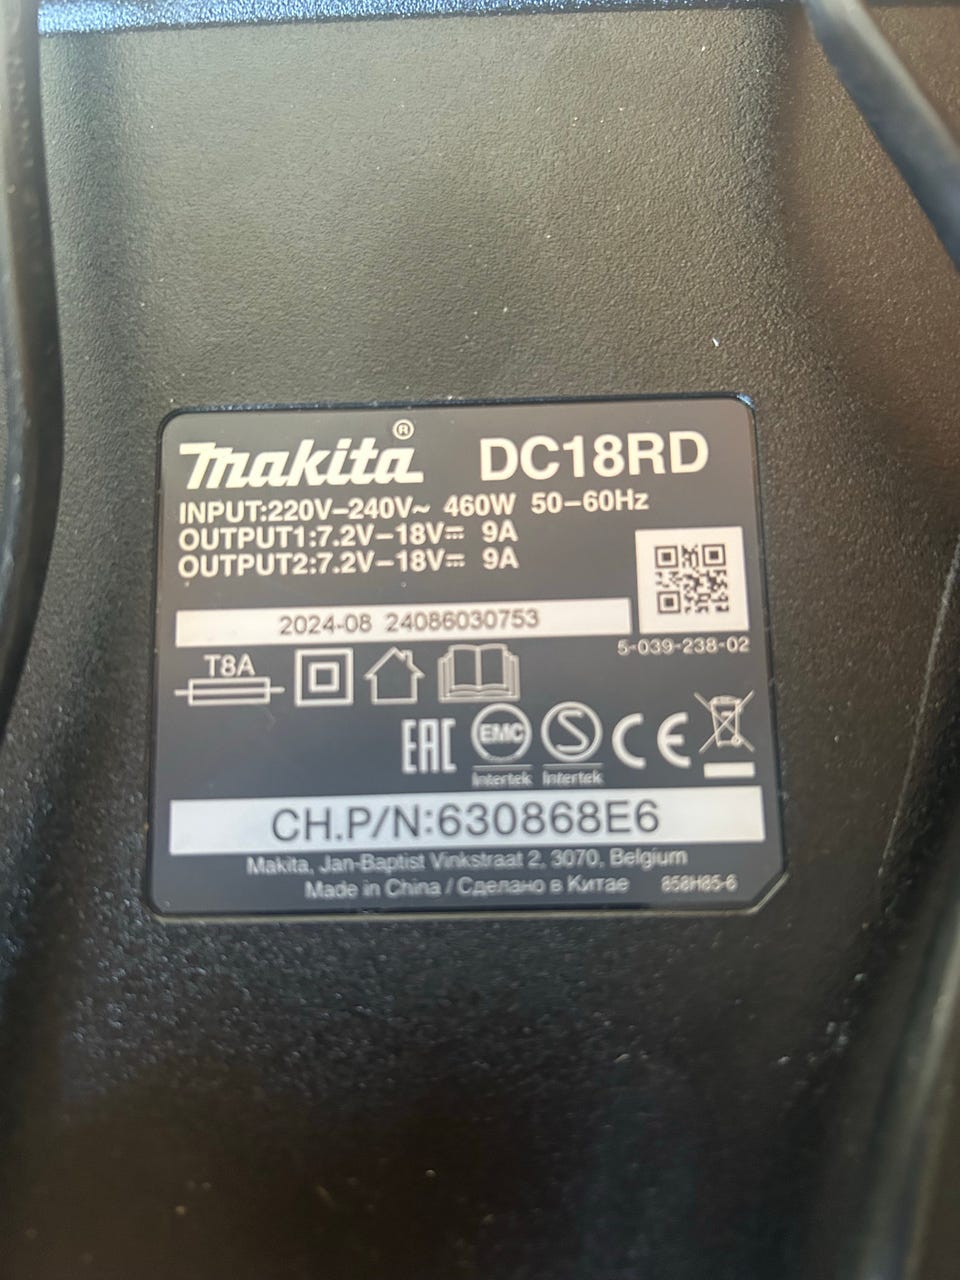 makita® DC18RD
INPUT:220V–240V~ 460W 50–60Hz
OUTPUT1:7.2V–18V⎓ 9A
OUTPUT2:7.2V–18V⎓ 9A
2024-08 24086030753
5-039-238-02
T8A
EAC EMC S CE
Intertek Intertek
CH.P/N:630868E6
Makita, Jan-Baptist Vinkstraat 2, 3070, Belgium
Made in China / Сделано в Китае 858H85-6